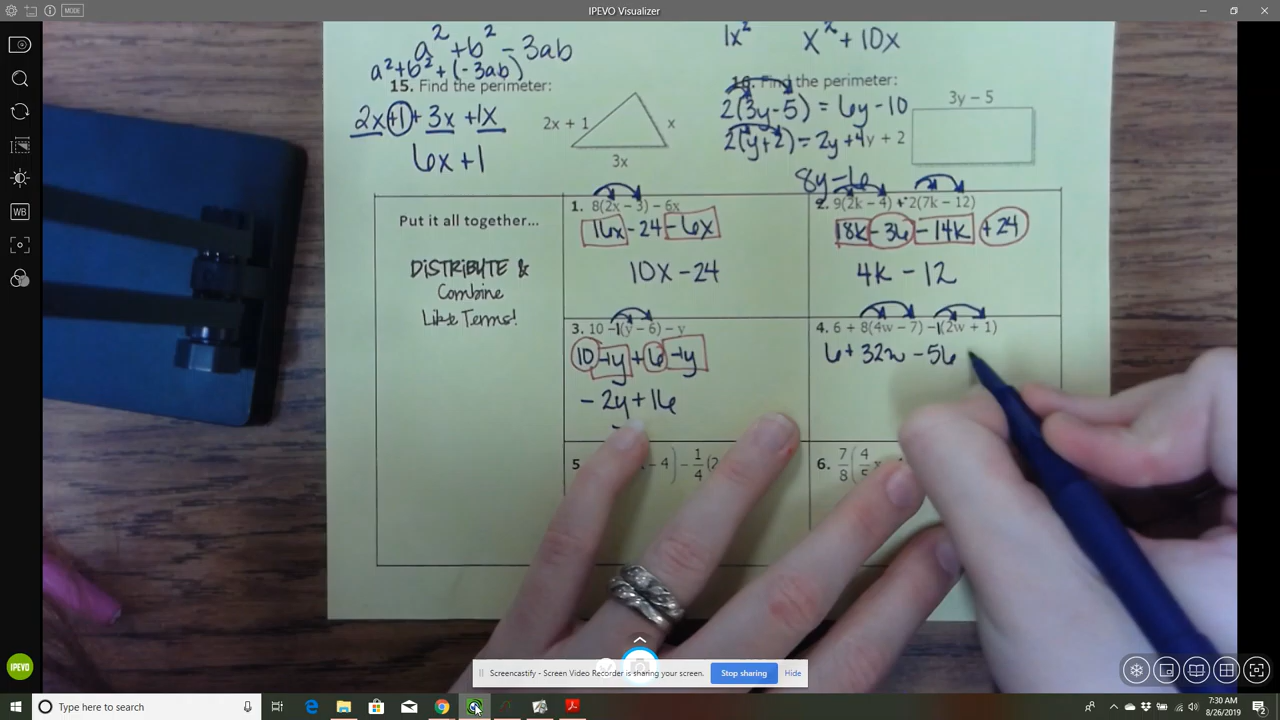 MODE
IPEVO Visualizer
a² + b² - 3ab
a² + b² + (-3ab)
1x²
x² + 10x
15. Find the perimeter:
2x +1 + 3x + 1x
6x + 1
2x + 1
x
3x
16. Find the perimeter:
2(3y-5) = 6y - 10
2(y+2) = 2y + 4
y + 2
8y - 6
3y − 5
Put it all together...
DISTRIBUTE &
Combine
Like Terms!
1. 8(2x − 3) − 6x
16x - 24 - 6x
10x - 24
2. 9(2k − 4) + -2(7k − 12)
18k - 36 - 14k + 24
4k - 12
3. 10 − 1(y − 6) − y
10 - 1y + 6 - 1y
- 2y + 16
4. 6 + 8(4w − 7) − 1(2w + 1)
6 + 32w - 56
5
− 4) − 1/4 (2
6. 7/8 ( 4/5
WB
IPEVO
Screencastify - Screen Video Recorder is sharing your screen.
Stop sharing
Hide
Type here to search
7:30 AM
8/26/2019
2